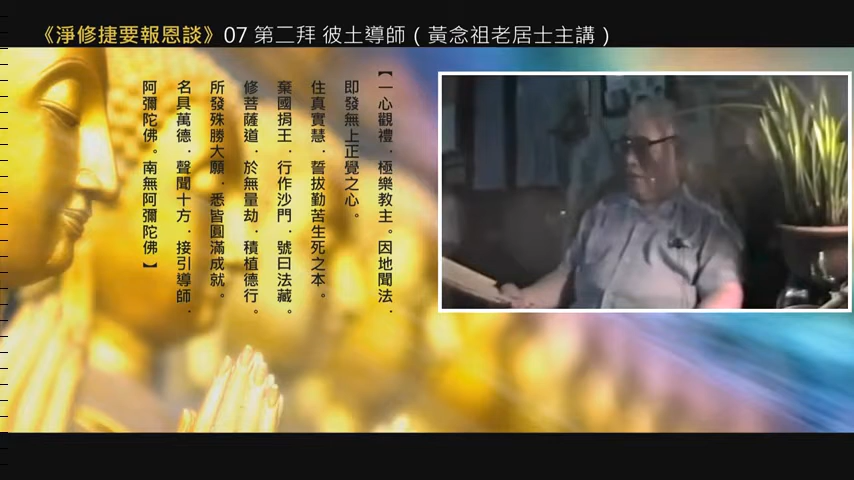 《淨修捷要報恩談》07 第二拜 彼土導師（黃念祖老居士主講）
【一心觀禮．極樂教主。因地聞法．
即發無上正覺之心。
住真實慧．誓拔勤苦生死之本。
棄國捐王．行作沙門．號曰法藏。
修菩薩道．於無量劫．積植德行。
所發殊勝大願．悉皆圓滿成就。
名具萬德．聲聞十方．接引導師．
阿彌陀佛。南無阿彌陀佛】